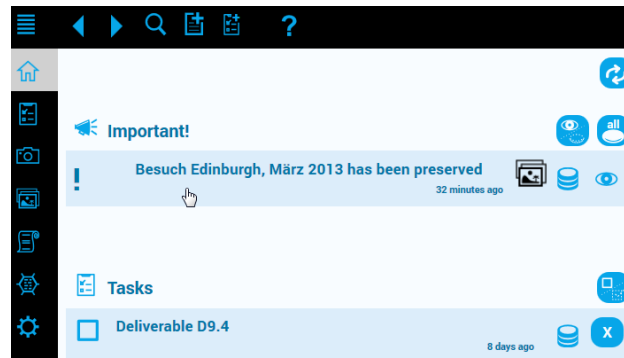 ?
all
Important!
! Besuch Edinburgh, März 2013 has been preserved
32 minutes ago
Tasks
Deliverable D9.4
X
8 days ago